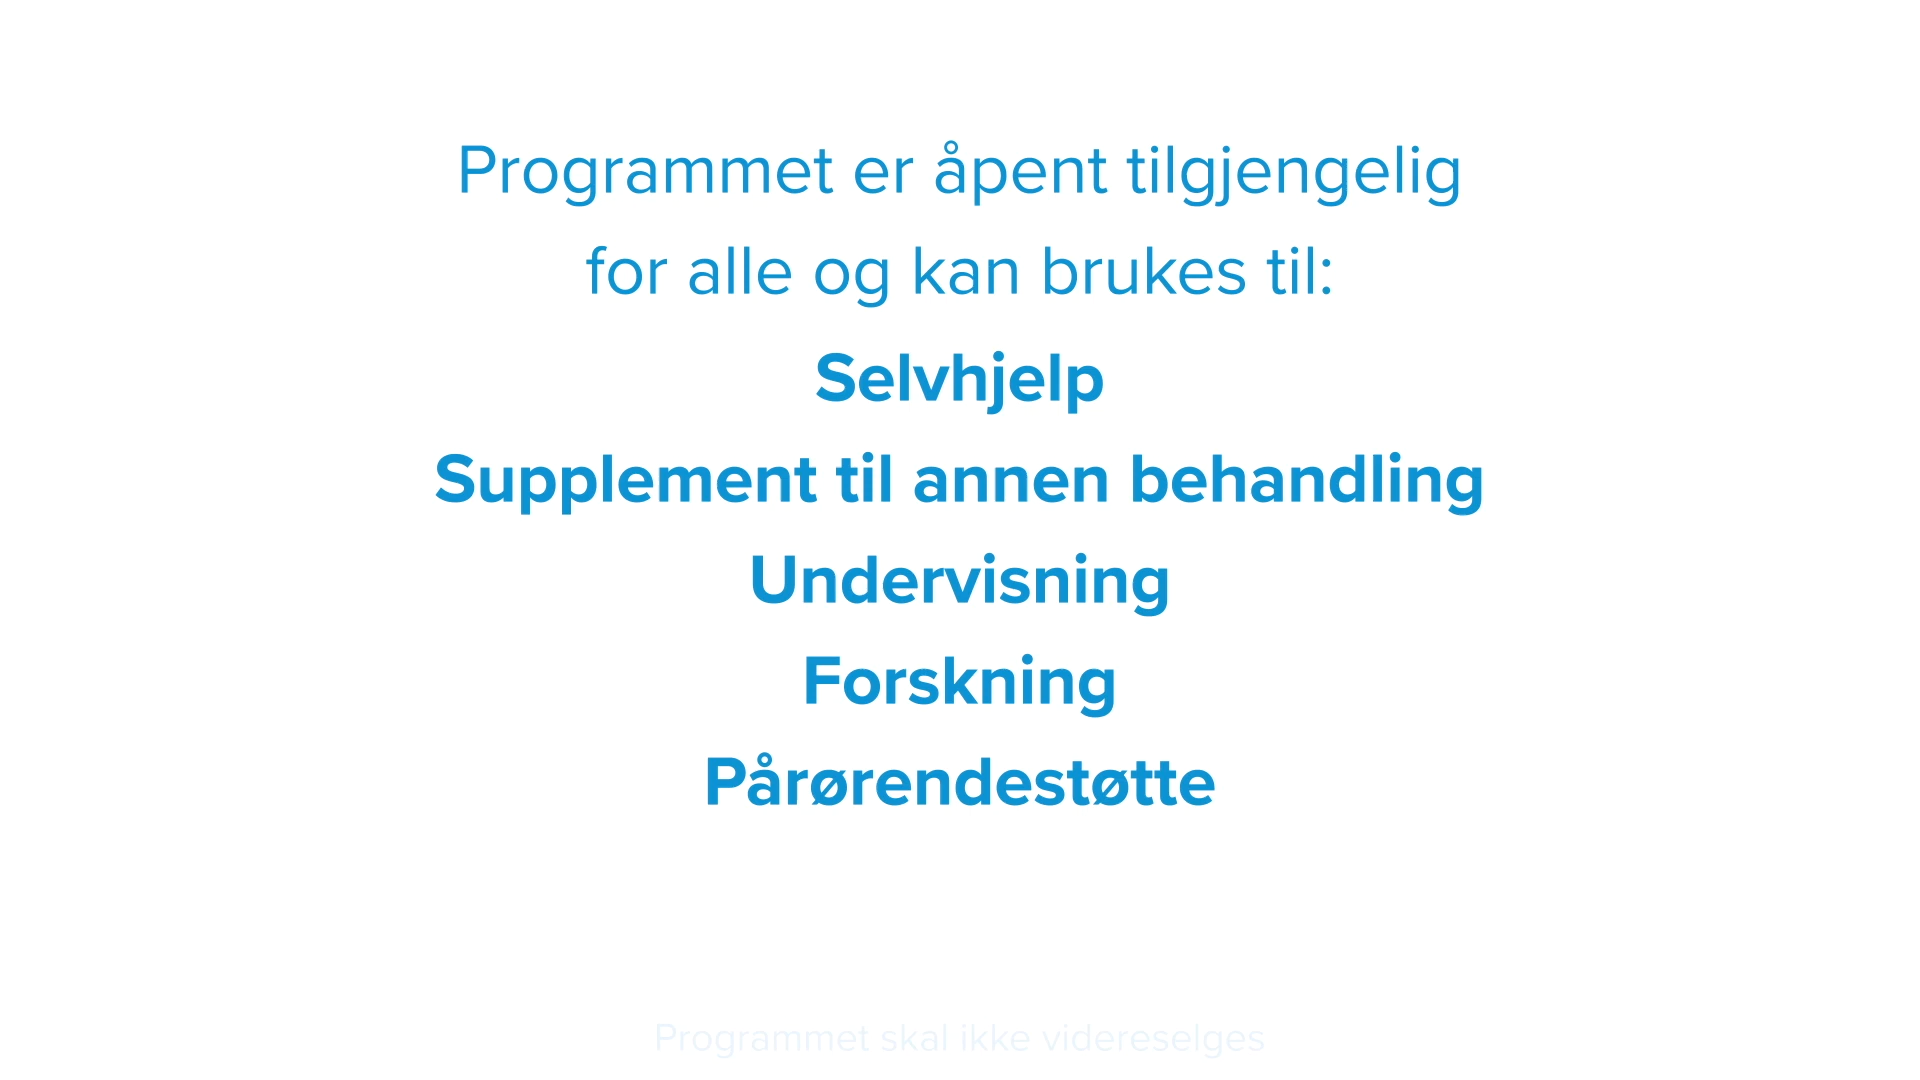 Programmet er åpent tilgjengelig
for alle og kan brukes til:
Selvhjelp
Supplement til annen behandling
Undervisning
Forskning
Pårørendestøtte
Programmet skal ikke videreselges